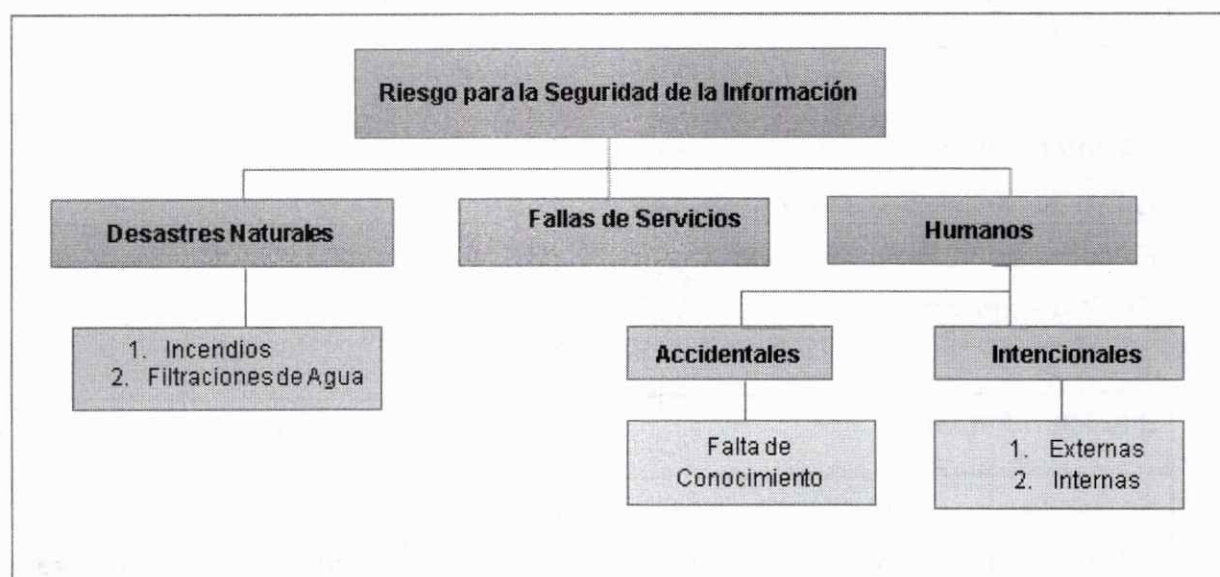 Riesgo para la Seguridad de la Información
Desastres Naturales
Fallas de Servicios
Humanos
1. Incendios
2. Filtraciones de Agua
Accidentales
Intencionales
Falta de
Conocimiento
1. Externas
2. Internas